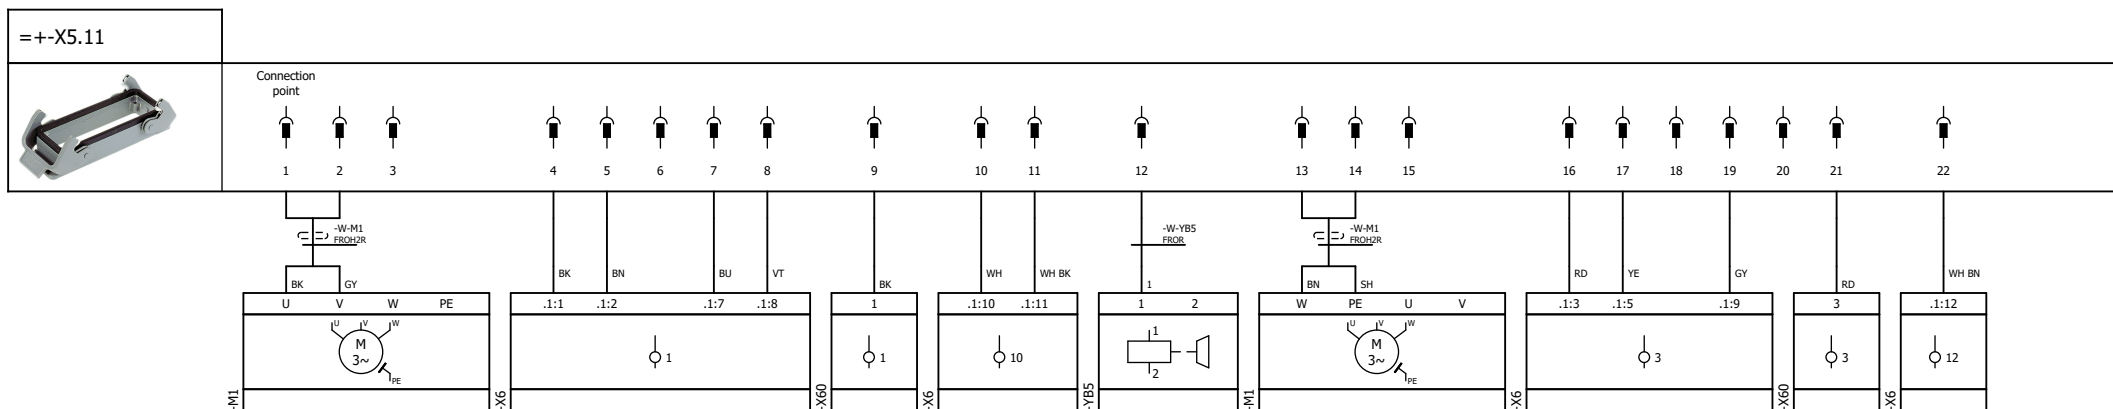 =+-X5.11
Connection
point
1 2 3 4 5 6 7 8 9 10 11 12 13 14 15 16 17 18 19 20 21 22
-W-M1
FROH2R
-W-YB5
FROR
-W-M1
FROH2R
BK GY BK BN BU VT BK WH WH BK 1 BN SH RD YE GY RD WH BN
U V W PE .1:1 .1:2 .1:7 .1:8 1 .1:10 .1:11 1 2 W PE U V .1:3 .1:5 .1:9 3 .1:12
U V W
M
3~
PE
1
1
10
1
2
U V W
M
3~
PE
3
3
12
-M1 -X6 -X60 -X6 -YB5 -M1 -X6 -X60 -X6